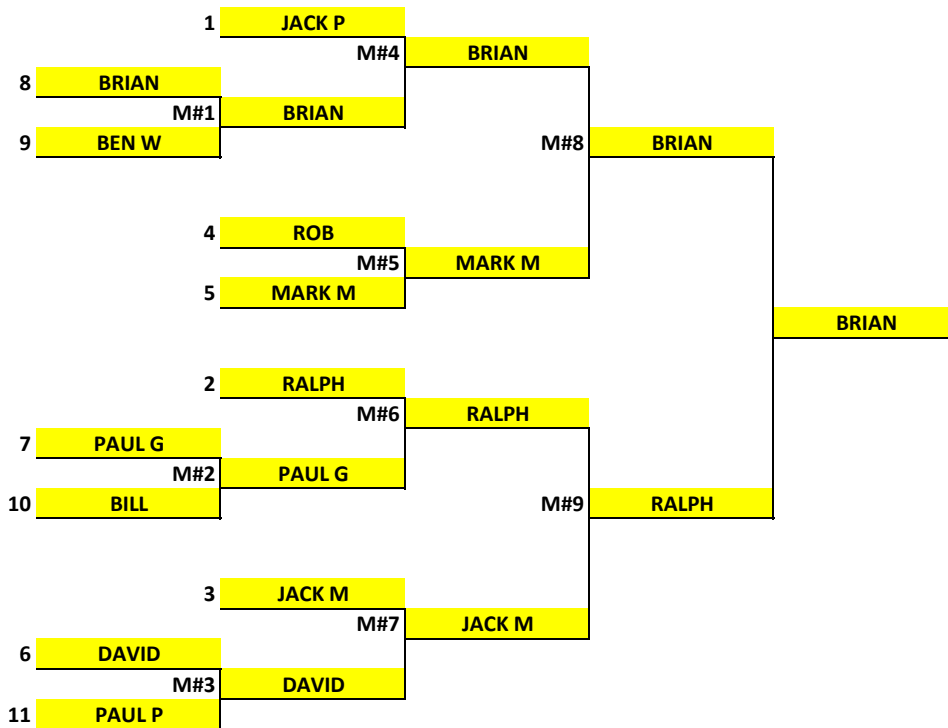 1 JACK P
M#4 BRIAN
8 BRIAN
M#1 BRIAN
9 BEN W
M#8 BRIAN
4 ROB
M#5 MARK M
5 MARK M
BRIAN
2 RALPH
M#6 RALPH
7 PAUL G
M#2 PAUL G
10 BILL
M#9 RALPH
3 JACK M
M#7 JACK M
6 DAVID
M#3 DAVID
11 PAUL P